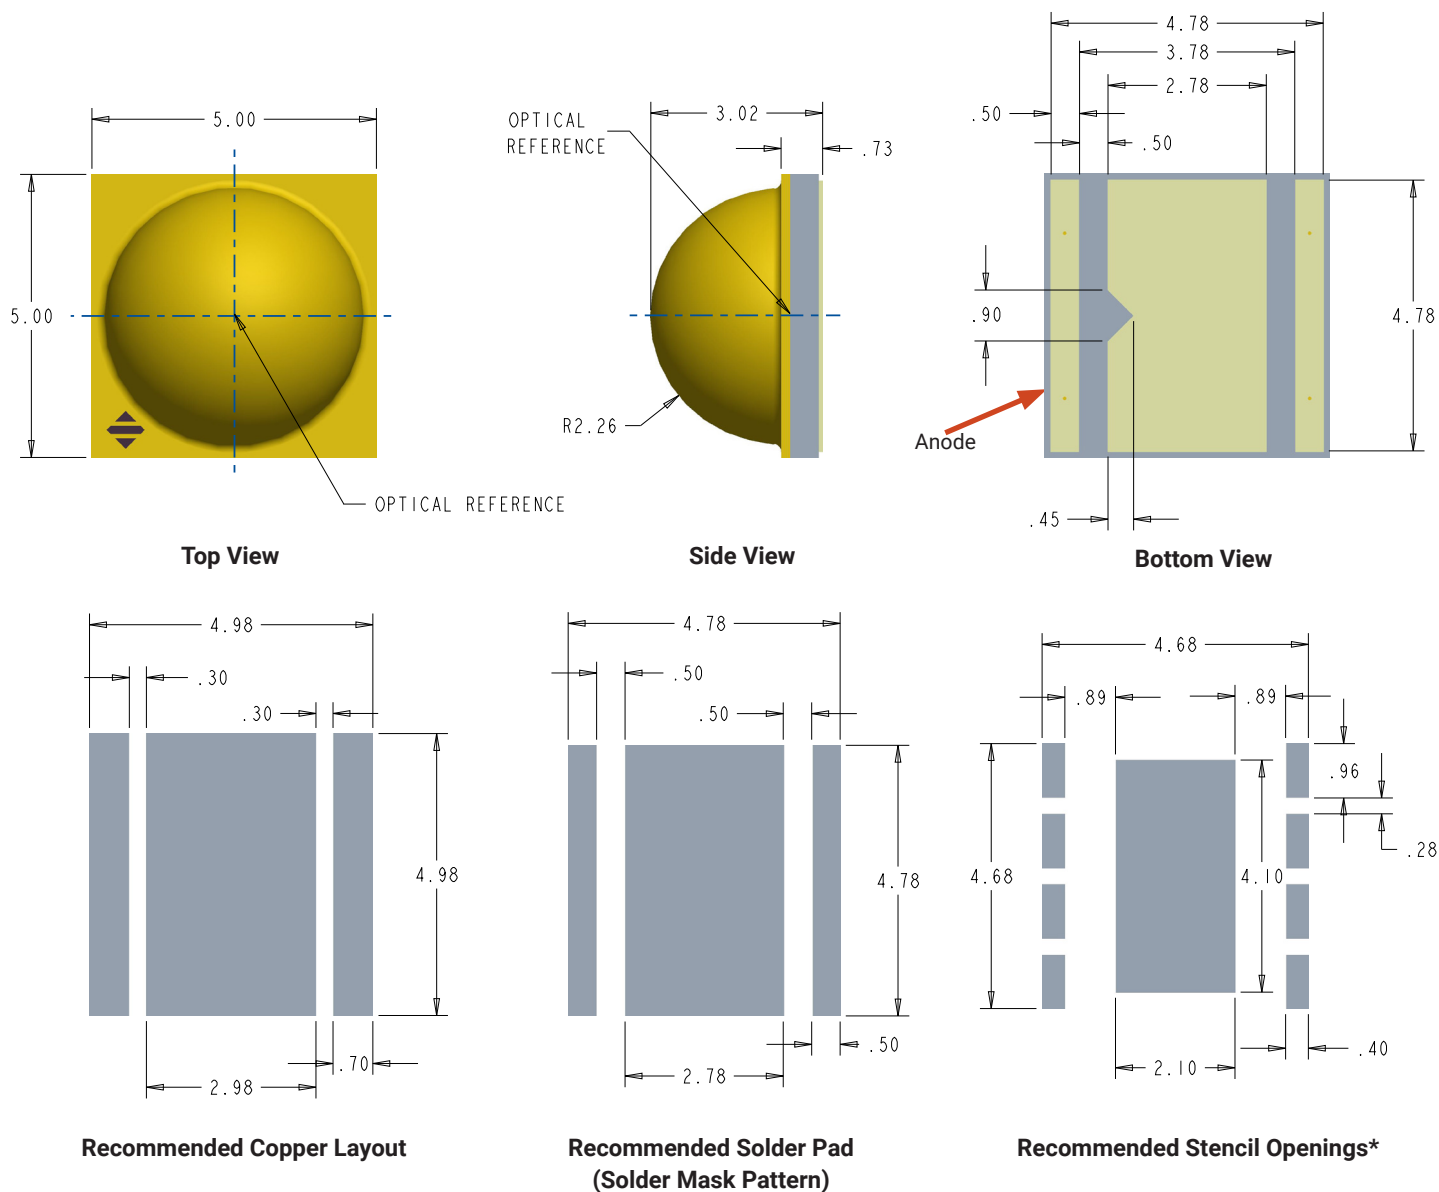 5.00
5.00
OPTICAL REFERENCE
Top View
OPTICAL
REFERENCE
3.02
.73
R2.26
Side View
4.78
3.78
2.78
.50
.50
.90
4.78
Anode
.45
Bottom View
4.98
.30
.30
4.98
.70
2.98
Recommended Copper Layout
4.78
.50
.50
4.78
.50
2.78
Recommended Solder Pad
(Solder Mask Pattern)
4.68
.89
.89
.96
.28
4.68
4.10
.40
2.10
Recommended Stencil Openings*